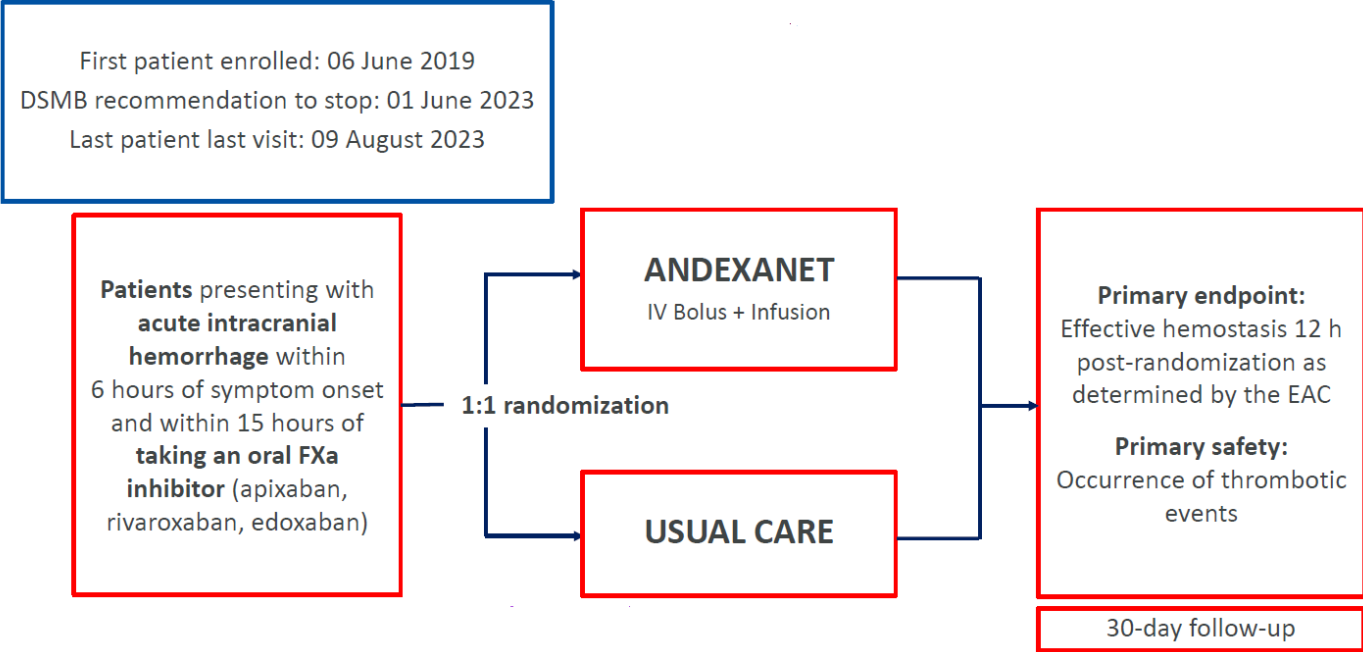 First patient enrolled: 06 June 2019
DSMB recommendation to stop: 01 June 2023
Last patient last visit: 09 August 2023
Patients presenting with
acute intracranial
hemorrhage within
6 hours of symptom onset
and within 15 hours of
taking an oral FXa
inhibitor (apixaban,
rivaroxaban, edoxaban)
1:1 randomization
ANDEXANET
IV Bolus + Infusion
USUAL CARE
Primary endpoint:
Effective hemostasis 12 h
post-randomization as
determined by the EAC
Primary safety:
Occurrence of thrombotic
events
30-day follow-up